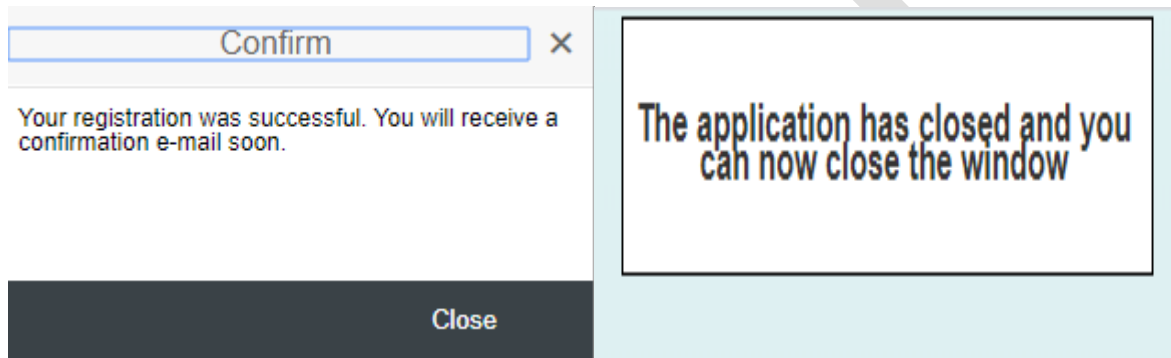 Confirm
×
Your registration was successful. You will receive a
confirmation e-mail soon.
Close
The application has closed and you
can now close the window